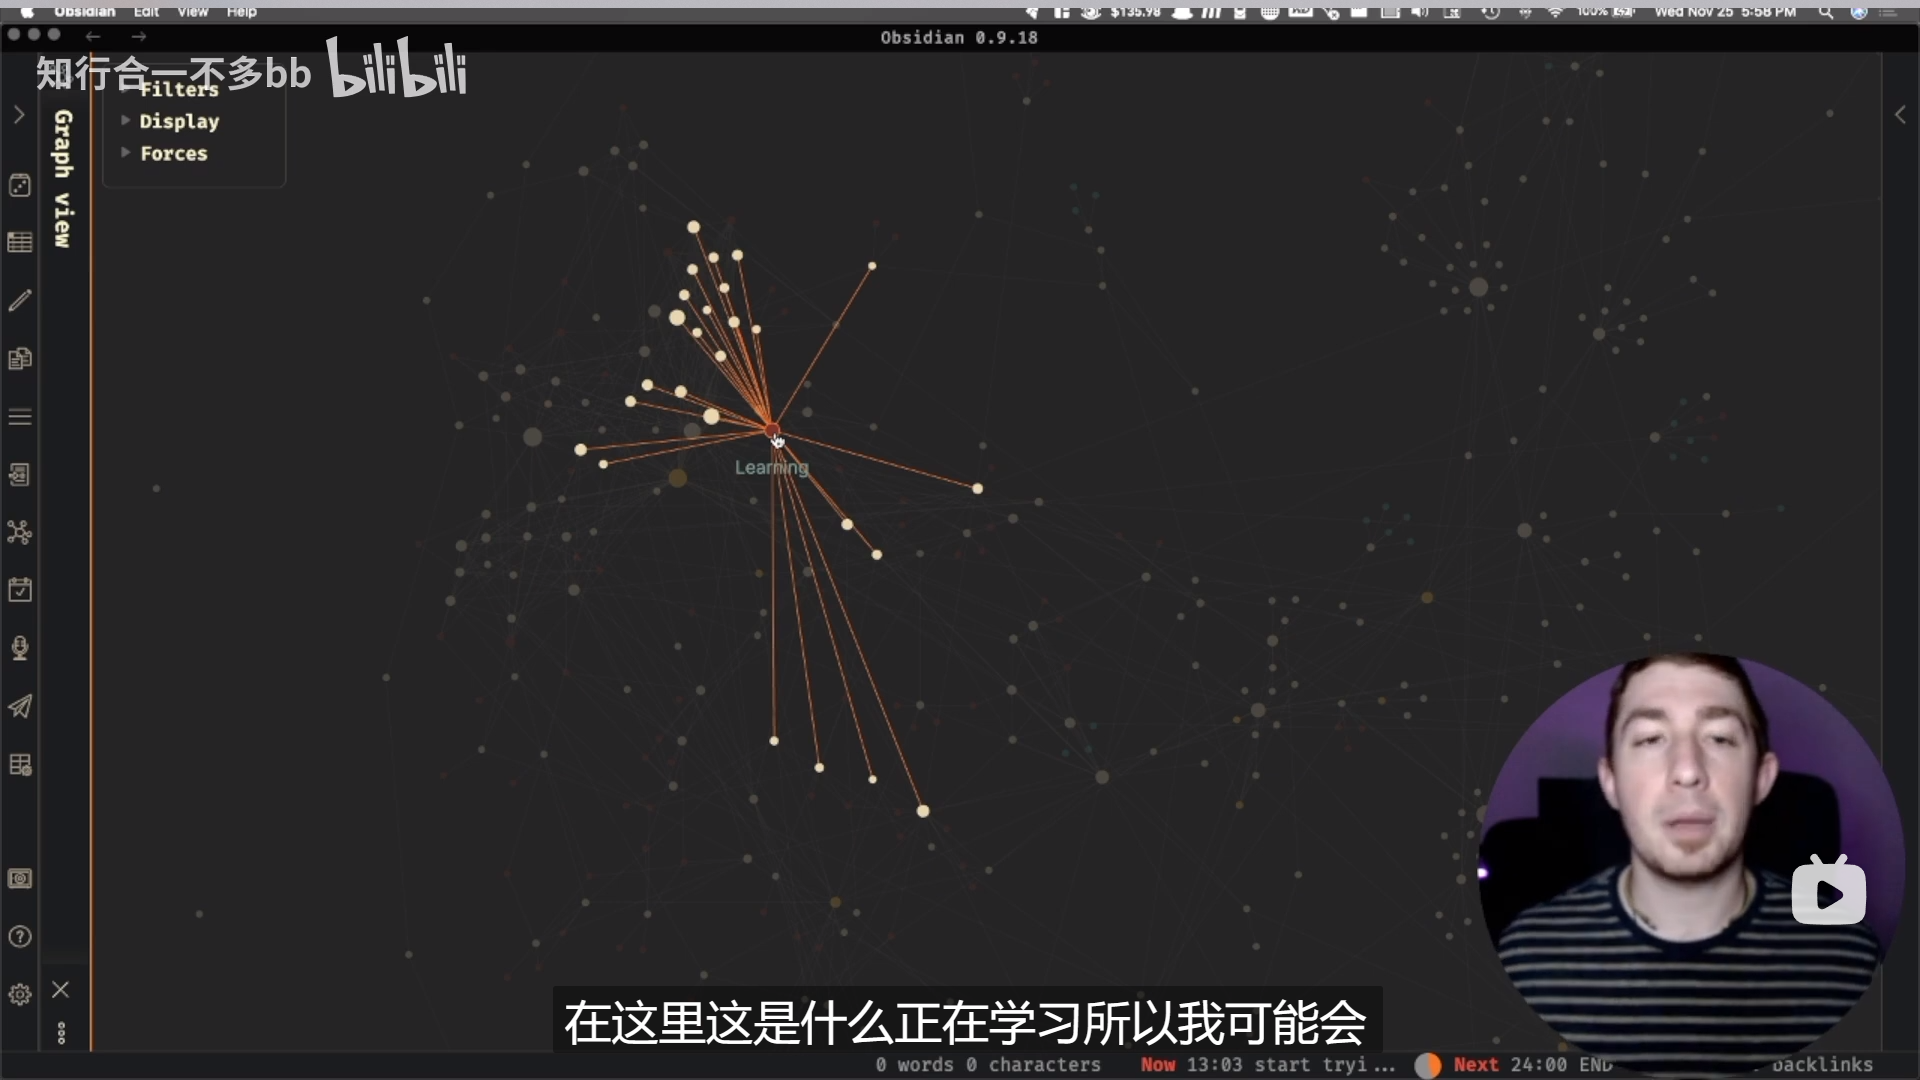 Obsidian Edit View Help
$135.98
100%
Wed Nov 25 5:58 PM
Obsidian 0.9.18
知行合一不多bb bilibili
Filters
Display
Forces
Graph view
Learning
在这里这是什么正在学习所以我可能会
0 words 0 characters
Now 13:03 start tryi...
Next 24:00 END
backlinks